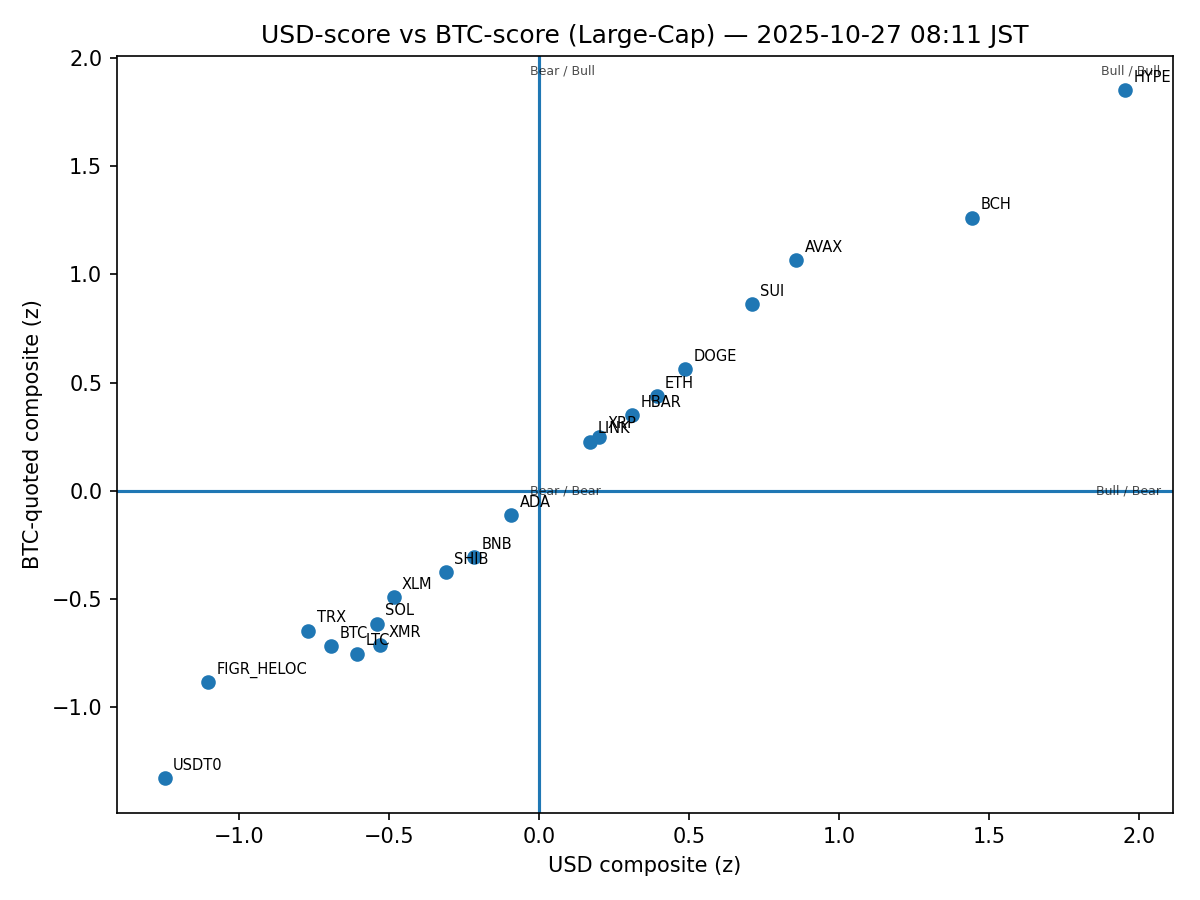 USD-score vs BTC-score (Large-Cap) — 2025-10-27 08:11 JST
2.0
Bear / Bull
Bull / Bull
HYPE
1.5
BCH
AVAX
1.0
SUI
DOGE
0.5
ETH
HBAR
XRP
LINK
0.0
Bear / Bear
Bull / Bear
ADA
BNB
SHIB
−0.5
XLM
SOL
TRX
XMR
BTC
LTC
FIGR_HELOC
−1.0
USDT0
BTC-quoted composite (z)
−1.0
−0.5
0.0
0.5
1.0
1.5
2.0
USD composite (z)